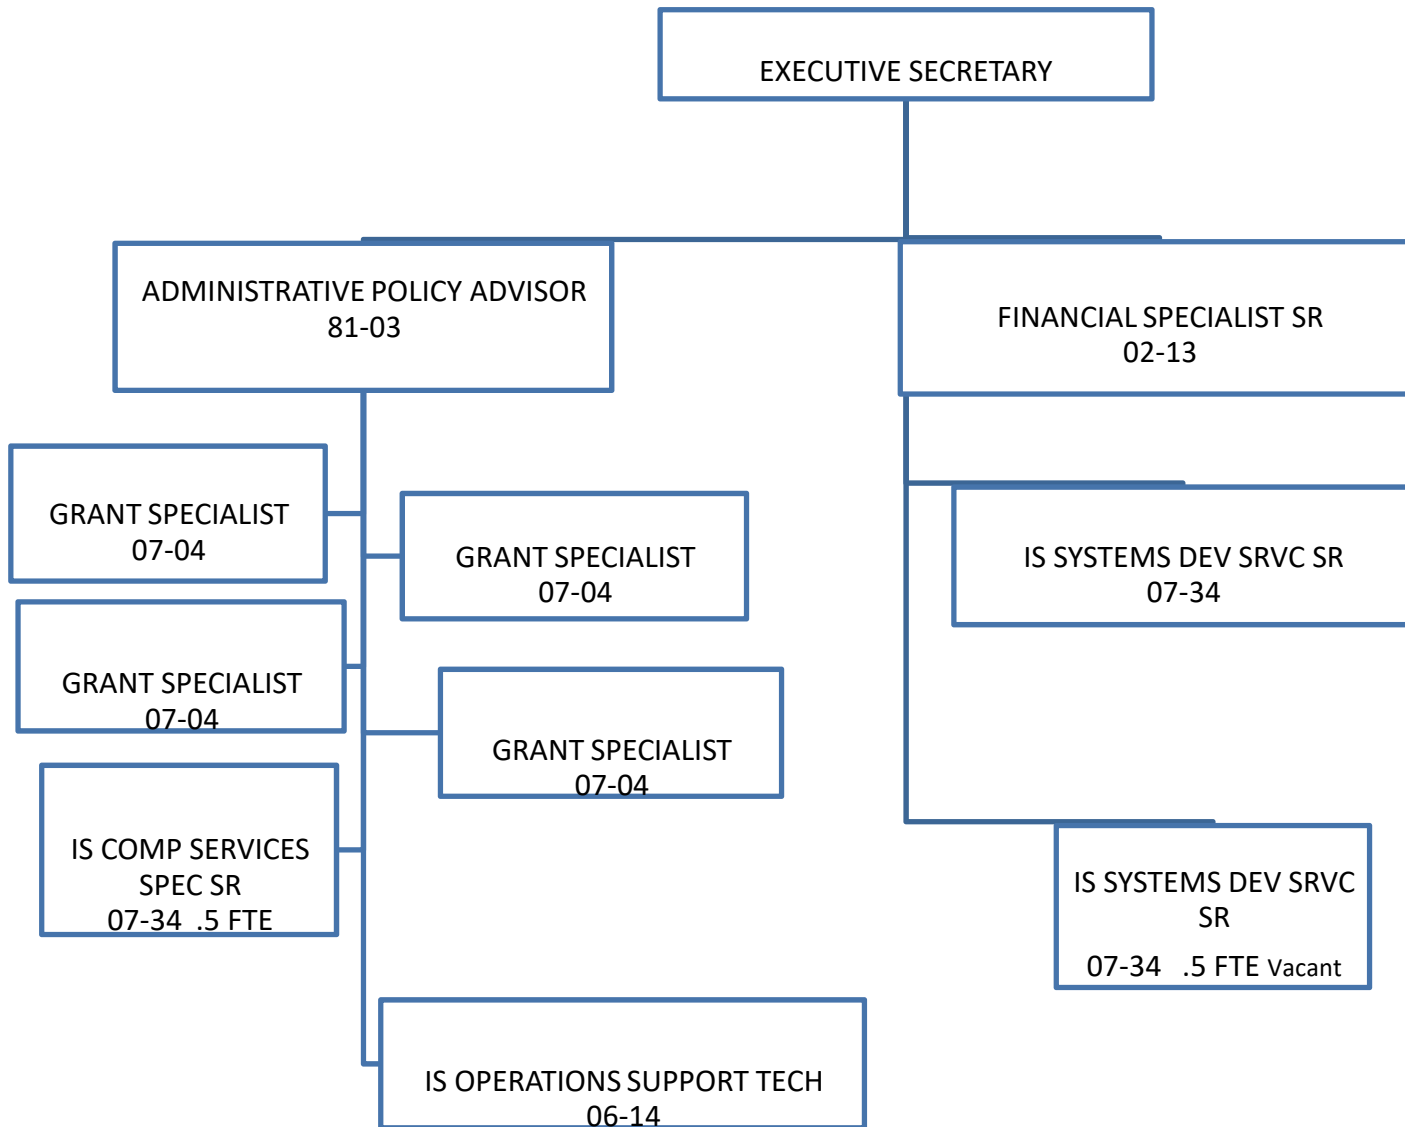 EXECUTIVE SECRETARY
ADMINISTRATIVE POLICY ADVISOR
81-03
FINANCIAL SPECIALIST SR
02-13
GRANT SPECIALIST
07-04
GRANT SPECIALIST
07-04
IS SYSTEMS DEV SRVC SR
07-34
GRANT SPECIALIST
07-04
GRANT SPECIALIST
07-04
IS COMP SERVICES
SPEC SR
07-34 .5 FTE
IS SYSTEMS DEV SRVC
SR
07-34 .5 FTE Vacant
IS OPERATIONS SUPPORT TECH
06-14